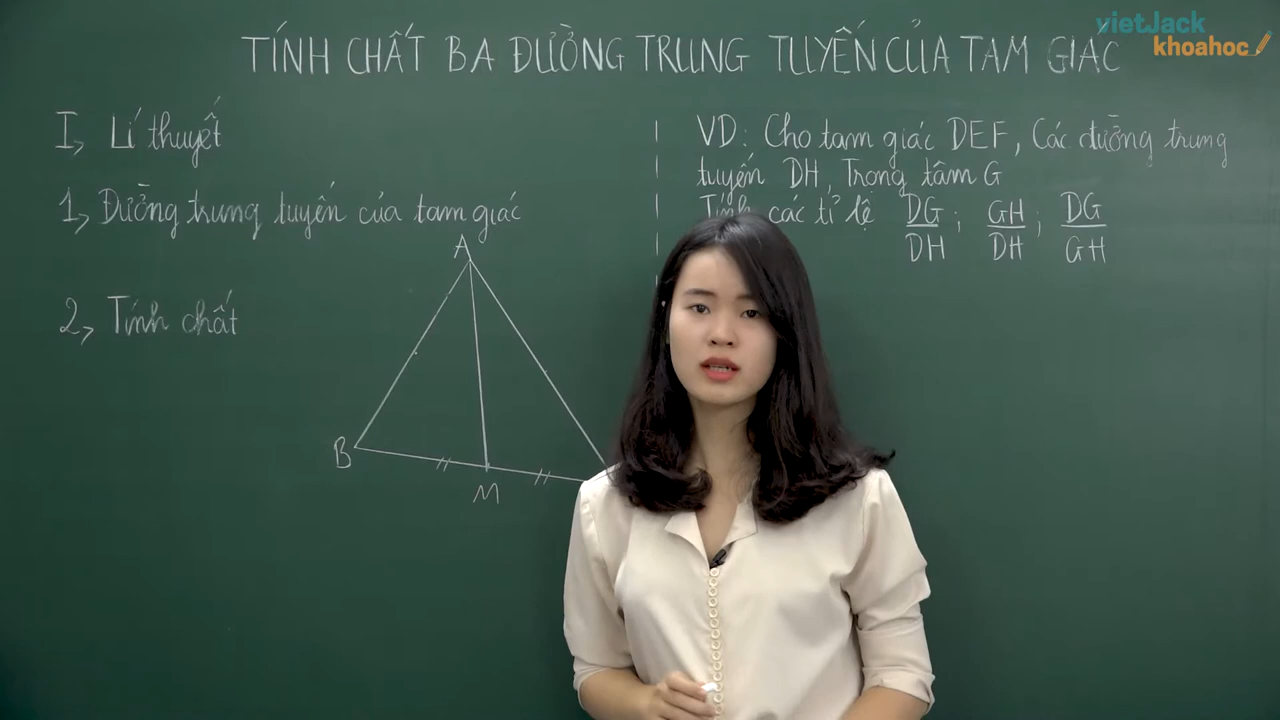 vietJack
khoahoc
TÍNH CHẤT BA ĐƯỜNG TRUNG TUYẾN CỦA TAM GIÁC
I, Lí thuyết
1, Đường trung tuyến của tam giác
A
2, Tính chất
B
M
VD: Cho tam giác DEF, Các đường trung
tuyến DH, Trọng tâm G
Tính các tỉ lệ DG/DH ; GH/DH ; DG/GH